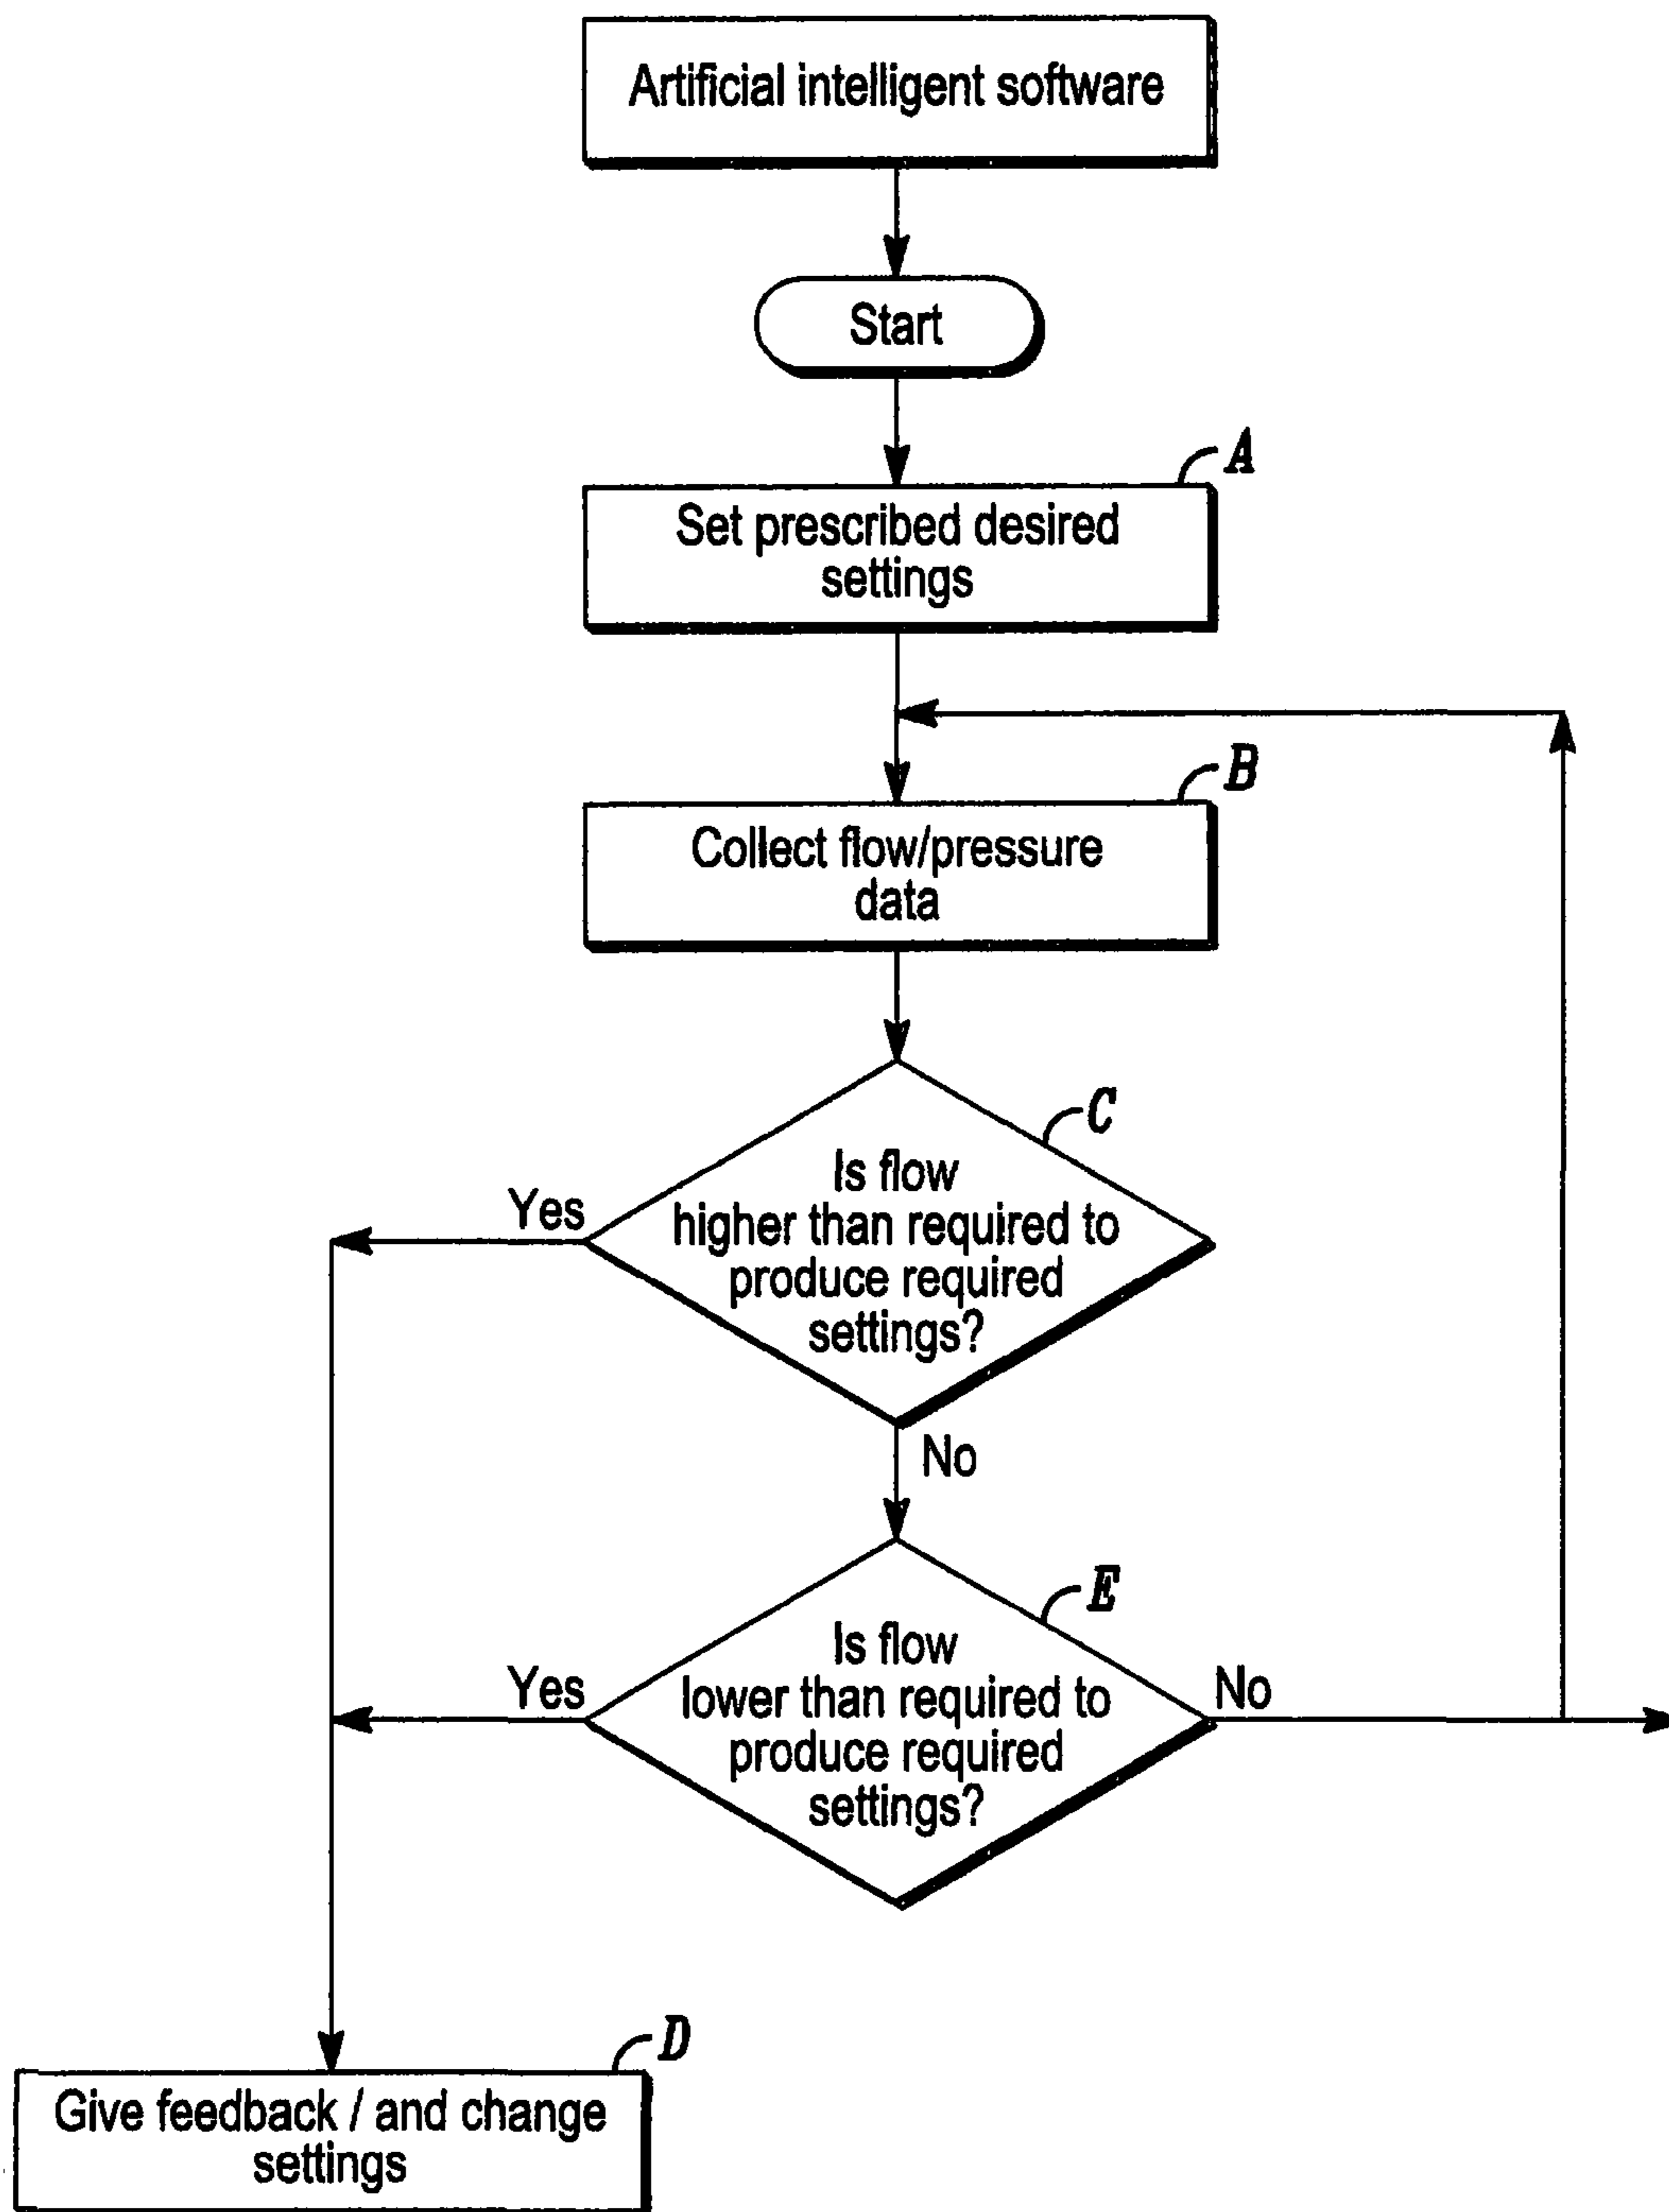 Artificial intelligent software
Start
A
Set prescribed desired
settings
B
Collect flow/pressure
data
C
Is flow
higher than required to
produce required
settings?
Yes
No
E
Is flow
lower than required to
produce required
settings?
Yes
No
D
Give feedback / and change
settings